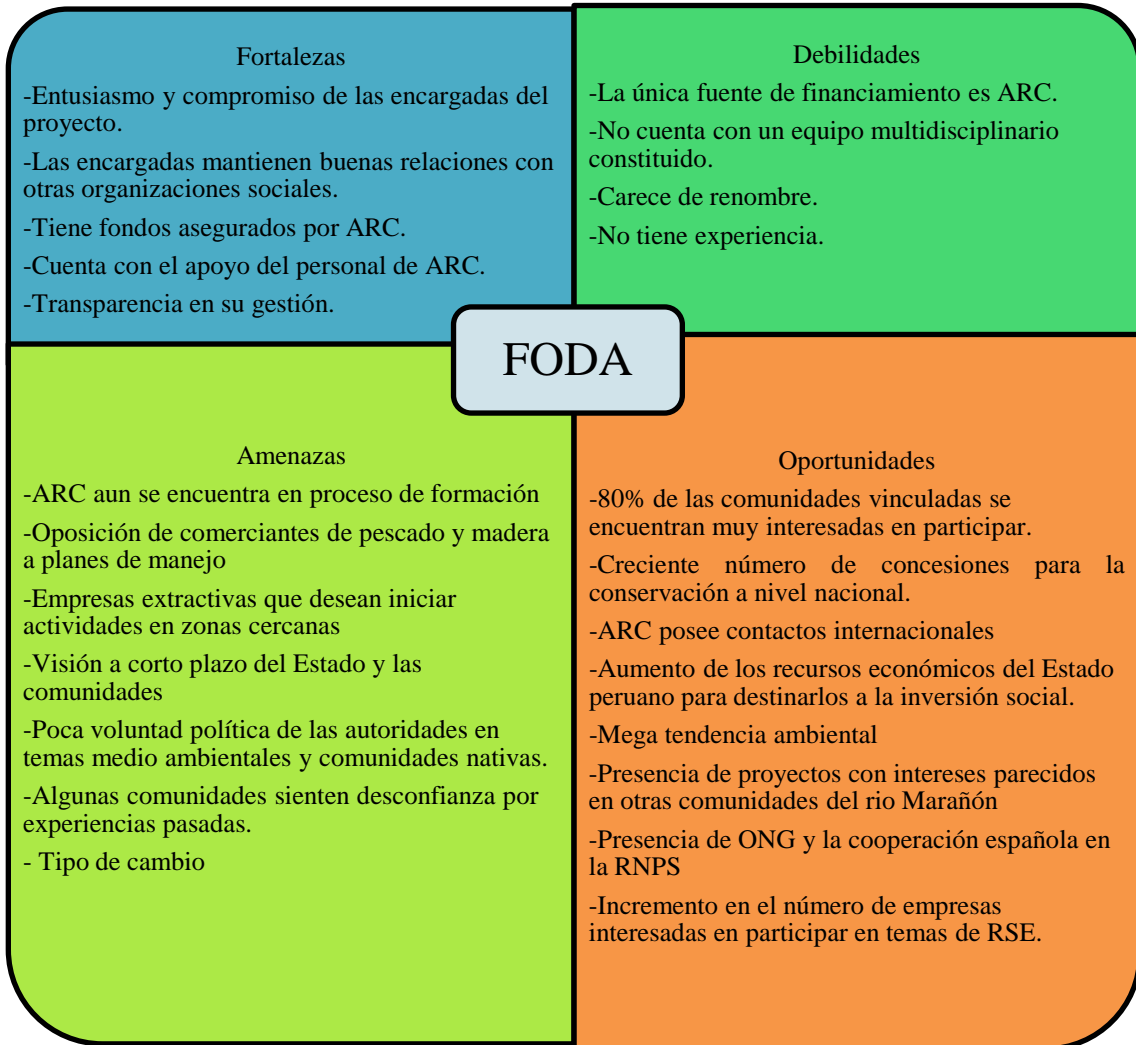 Fortalezas
-Entusiasmo y compromiso de las encargadas del
proyecto.
-Las encargadas mantienen buenas relaciones con
otras organizaciones sociales.
-Tiene fondos asegurados por ARC.
-Cuenta con el apoyo del personal de ARC.
-Transparencia en su gestión.
Debilidades
-La única fuente de financiamiento es ARC.
-No cuenta con un equipo multidisciplinario
constituido.
-Carece de renombre.
-No tiene experiencia.
FODA
Amenazas
-ARC aun se encuentra en proceso de formación
-Oposición de comerciantes de pescado y madera
a planes de manejo
-Empresas extractivas que desean iniciar
actividades en zonas cercanas
-Visión a corto plazo del Estado y las
comunidades
-Poca voluntad política de las autoridades en
temas medio ambientales y comunidades nativas.
-Algunas comunidades sienten desconfianza por
experiencias pasadas.
- Tipo de cambio
Oportunidades
-80% de las comunidades vinculadas se
encuentran muy interesadas en participar.
-Creciente número de concesiones para la
conservación a nivel nacional.
-ARC posee contactos internacionales
-Aumento de los recursos económicos del Estado
peruano para destinarlos a la inversión social.
-Mega tendencia ambiental
-Presencia de proyectos con intereses parecidos
en otras comunidades del rio Marañón
-Presencia de ONG y la cooperación española en
la RNPS
-Incremento en el número de empresas
interesadas en participar en temas de RSE.